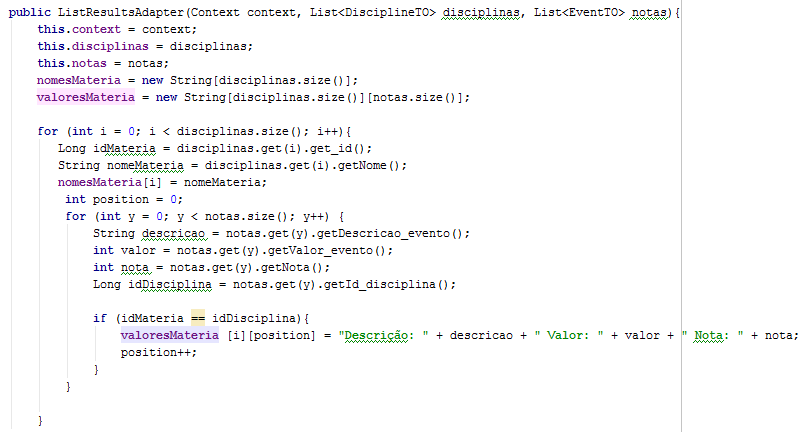 public ListResultsAdapter(Context context, List<DisciplineTO> disciplinas, List<EventTO> notas){
this.context = context;
this.disciplinas = disciplinas;
this.notas = notas;
nomesMateria = new String[disciplinas.size()];
valoresMateria = new String[disciplinas.size()][notas.size()];
for (int i = 0; i < disciplinas.size(); i++){
Long idMateria = disciplinas.get(i).get_id();
String nomeMateria = disciplinas.get(i).getNome();
nomesMateria[i] = nomeMateria;
int position = 0;
for (int y = 0; y < notas.size(); y++) {
String descricao = notas.get(y).getDescricao_evento();
int valor = notas.get(y).getValor_evento();
int nota = notas.get(y).getNota();
Long idDisciplina = notas.get(y).getId_disciplina();
if (idMateria == idDisciplina){
valoresMateria [i][position] = "Descrição: " + descricao + " Valor: " + valor + " Nota: " + nota;
position++;
}
}
}